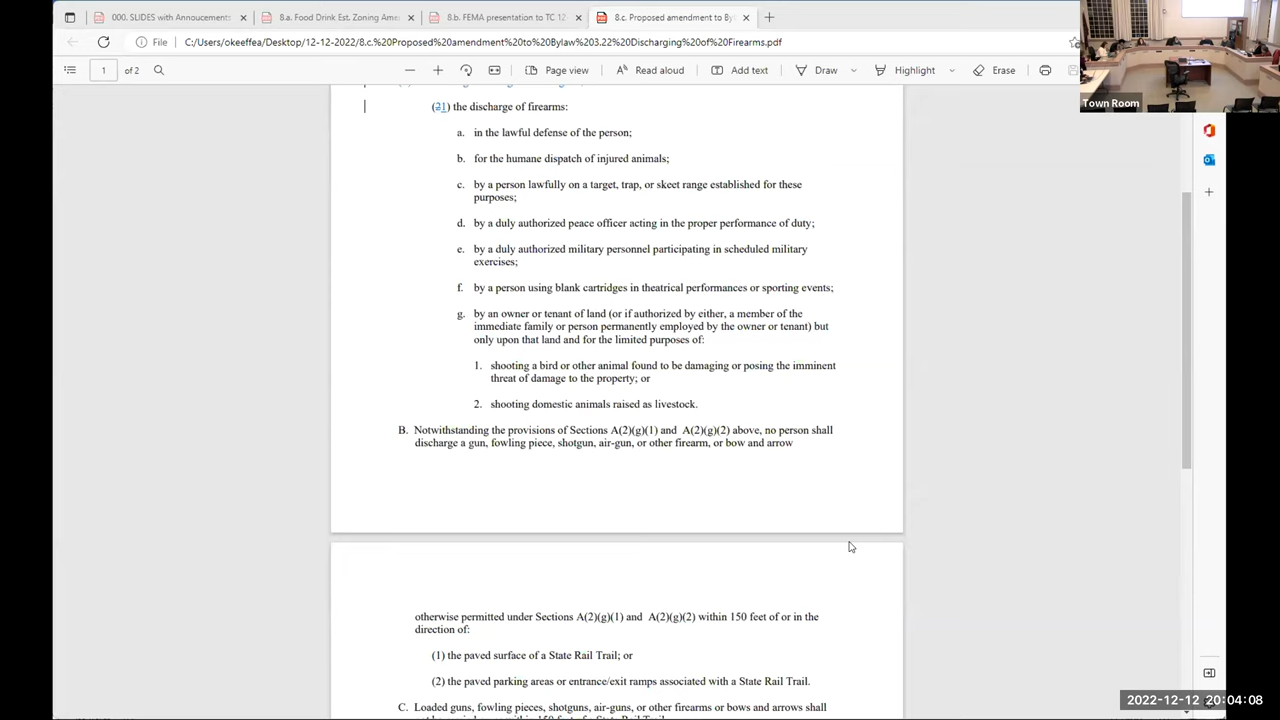 000. SLIDES with Annoucements
8.a. Food Drink Est. Zoning Ame
8.b. FEMA presentation to TC 12
8.c. Proposed amendment to By
File
C:/Users/okeeffea/Desktop/12-12-2022/8.c.%20Proposed%20amendment%20to%20Bylaw%203.22%20Discharging%20of%20Firearms.pdf
1 of 2
Page view
Read aloud
Add text
Draw
Highlight
Erase
Town Room
(21) the discharge of firearms:
a. in the lawful defense of the person;
b. for the humane dispatch of injured animals;
c. by a person lawfully on a target, trap, or skeet range established for these
purposes;
d. by a duly authorized peace officer acting in the proper performance of duty;
e. by a duly authorized military personnel participating in scheduled military
exercises;
f. by a person using blank cartridges in theatrical performances or sporting events;
g. by an owner or tenant of land (or if authorized by either, a member of the
immediate family or person permanently employed by the owner or tenant) but
only upon that land and for the limited purposes of:
1. shooting a bird or other animal found to be damaging or posing the imminent
threat of damage to the property; or
2. shooting domestic animals raised as livestock.
B. Notwithstanding the provisions of Sections A(2)(g)(1) and A(2)(g)(2) above, no person shall
discharge a gun, fowling piece, shotgun, air-gun, or other firearm, or bow and arrow
otherwise permitted under Sections A(2)(g)(1) and A(2)(g)(2) within 150 feet of or in the
direction of:
(1) the paved surface of a State Rail Trail; or
(2) the paved parking areas or entrance/exit ramps associated with a State Rail Trail.
C. Loaded guns, fowling pieces, shotguns, air-guns, or other firearms or bows and arrows shall
2022-12-12 20:04:08